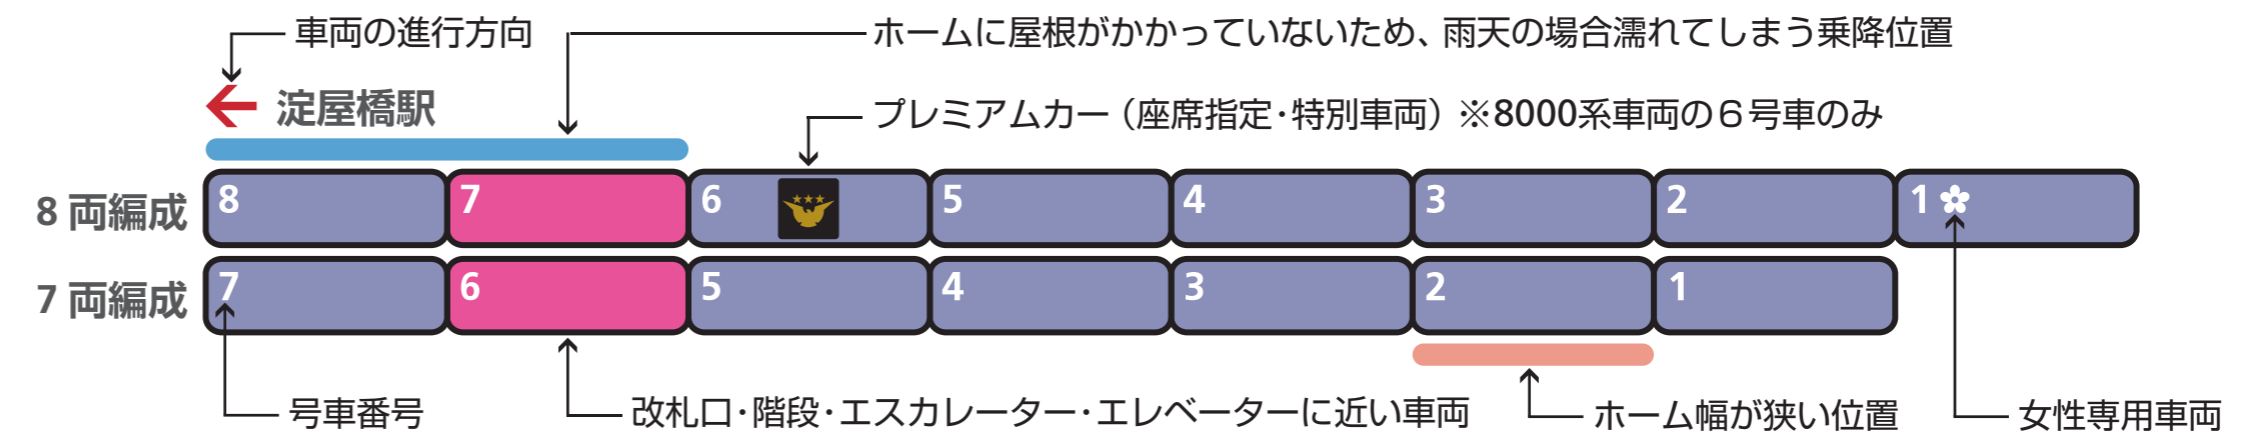 車両の進行方向
ホームに屋根がかかっていないため、雨天の場合濡れてしまう乗降位置
淀屋橋駅
プレミアムカー（座席指定・特別車両）※8000系車両の６号車のみ
8 両編成
8 7 6 5 4 3 2 1
7 両編成
7 6 5 4 3 2 1
号車番号
改札口・階段・エスカレーター・エレベーターに近い車両
ホーム幅が狭い位置
女性専用車両